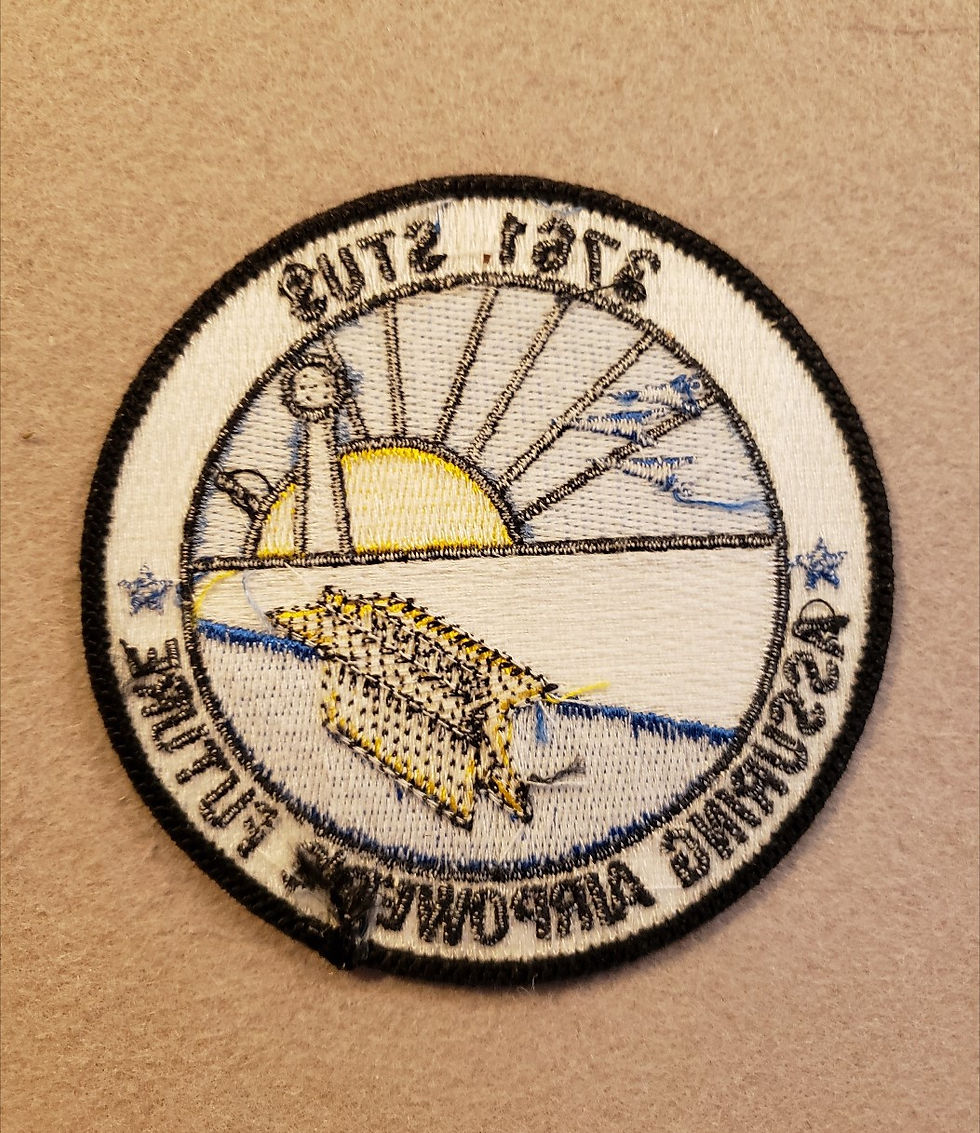 3761 STUS
ASSURING AIRPOWER'S FUTURE